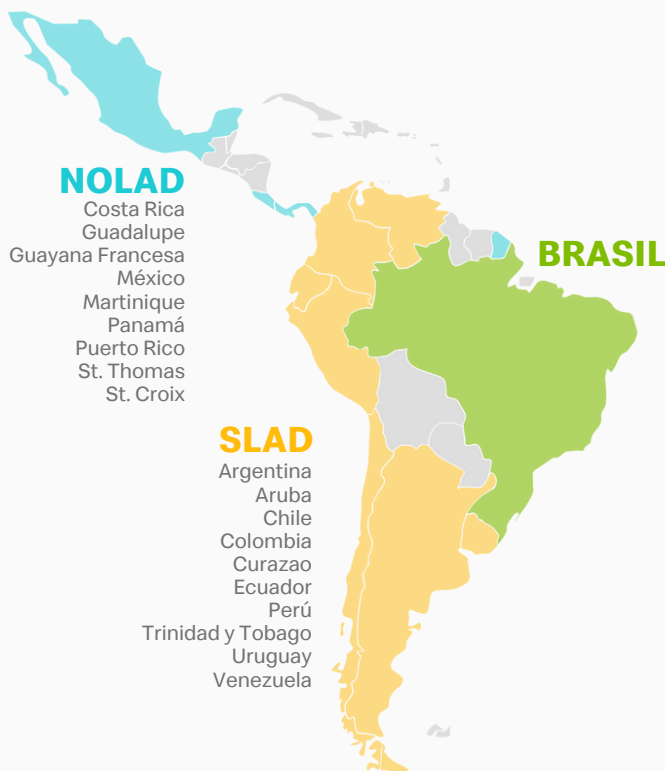 NOLAD
Costa Rica
Guadalupe
Guayana Francesa
México
Martinique
Panamá
Puerto Rico
St. Thomas
St. Croix
BRASIL
SLAD
Argentina
Aruba
Chile
Colombia
Curazao
Ecuador
Perú
Trinidad y Tobago
Uruguay
Venezuela